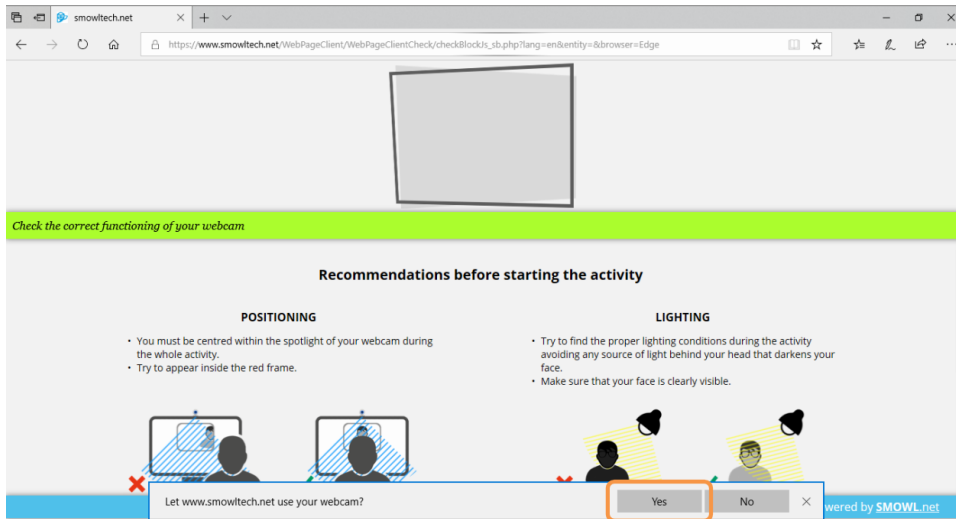 smowltech.net
https://www.smowltech.net/WebPageClient/WebPageClientCheck/checkBlockJs_sb.php?lang=en&entity=&browser=Edge
Check the correct functioning of your webcam
Recommendations before starting the activity
POSITIONING
• You must be centred within the spotlight of your webcam during
the whole activity.
• Try to appear inside the red frame.
LIGHTING
• Try to find the proper lighting conditions during the activity
avoiding any source of light behind your head that darkens your
face.
• Make sure that your face is clearly visible.
Let www.smowltech.net use your webcam?
Yes
No
wered by SMOWL.net